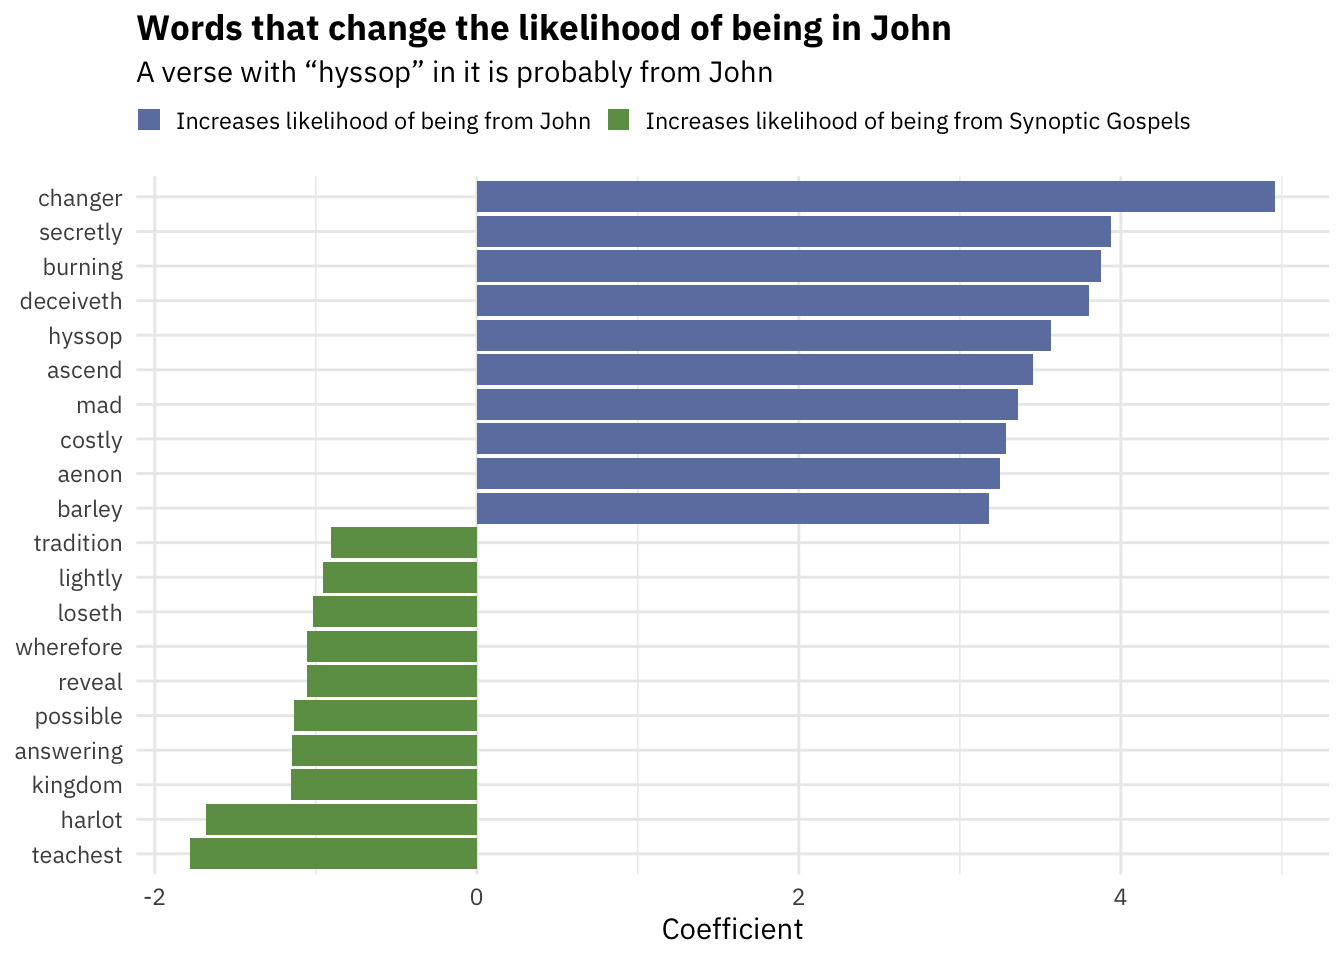 Words that change the likelihood of being in John
A verse with “hyssop” in it is probably from John
Increases likelihood of being from John Increases likelihood of being from Synoptic Gospels
changer
secretly
burning
deceiveth
hyssop
ascend
mad
costly
aenon
barley
tradition
lightly
loseth
wherefore
reveal
possible
answering
kingdom
harlot
teachest
-2 0 2 4
Coefficient